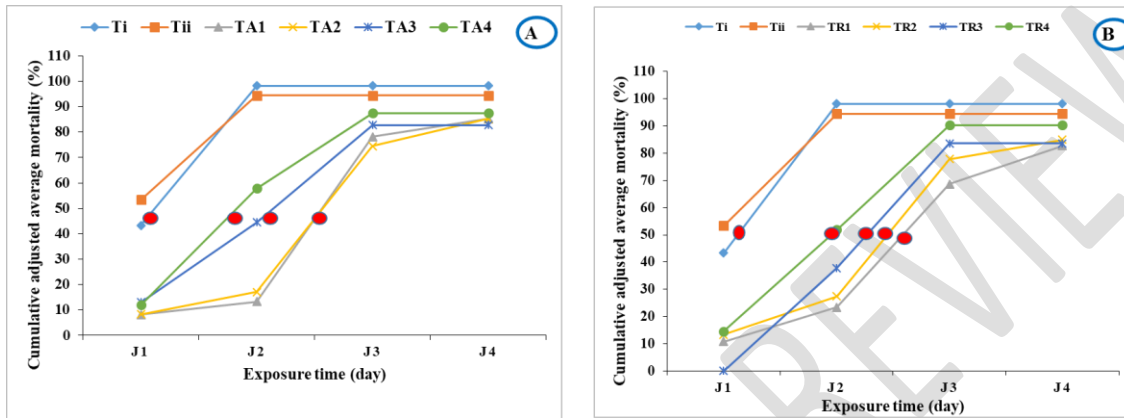 Ti Tii TA1 TA2 TA3 TA4
A
Cumulative adjusted average mortality (%)
110
100
90
80
70
60
50
40
30
20
10
0
J1 J2 J3 J4
Exposure time (day)
Ti Tii TR1 TR2 TR3 TR4
B
Cumulative adjusted average mortality (%)
110
100
90
80
70
60
50
40
30
20
10
0
J1 J2 J3 J4
Exposure time (day)
REVIEW